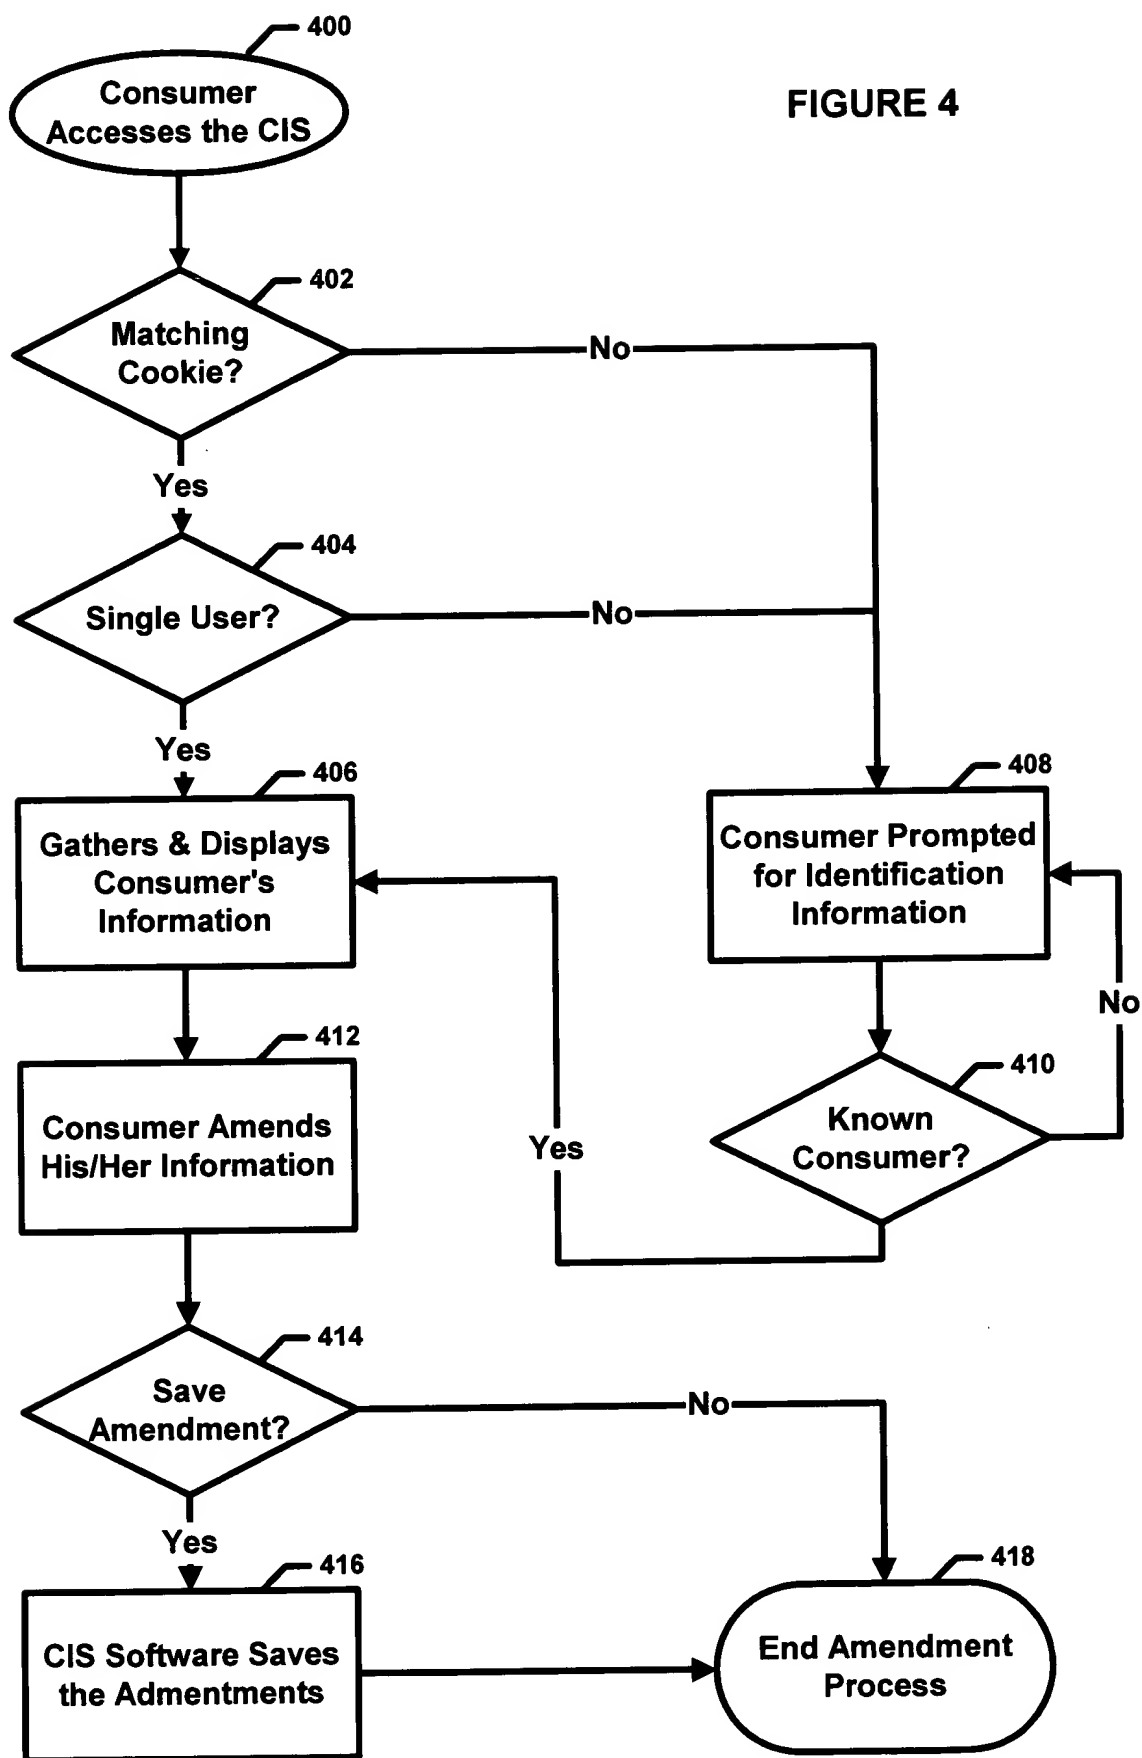 400
Consumer
Accesses the CIS
FIGURE 4
402
Matching
Cookie?
No
Yes
404
Single User?
No
Yes
406
Gathers & Displays
Consumer's
Information
408
Consumer Prompted
for Identification
Information
No
412
Consumer Amends
His/Her Information
410
Known
Consumer?
Yes
414
Save
Amendment?
No
Yes
416
CIS Software Saves
the Admentments
418
End Amendment
Process